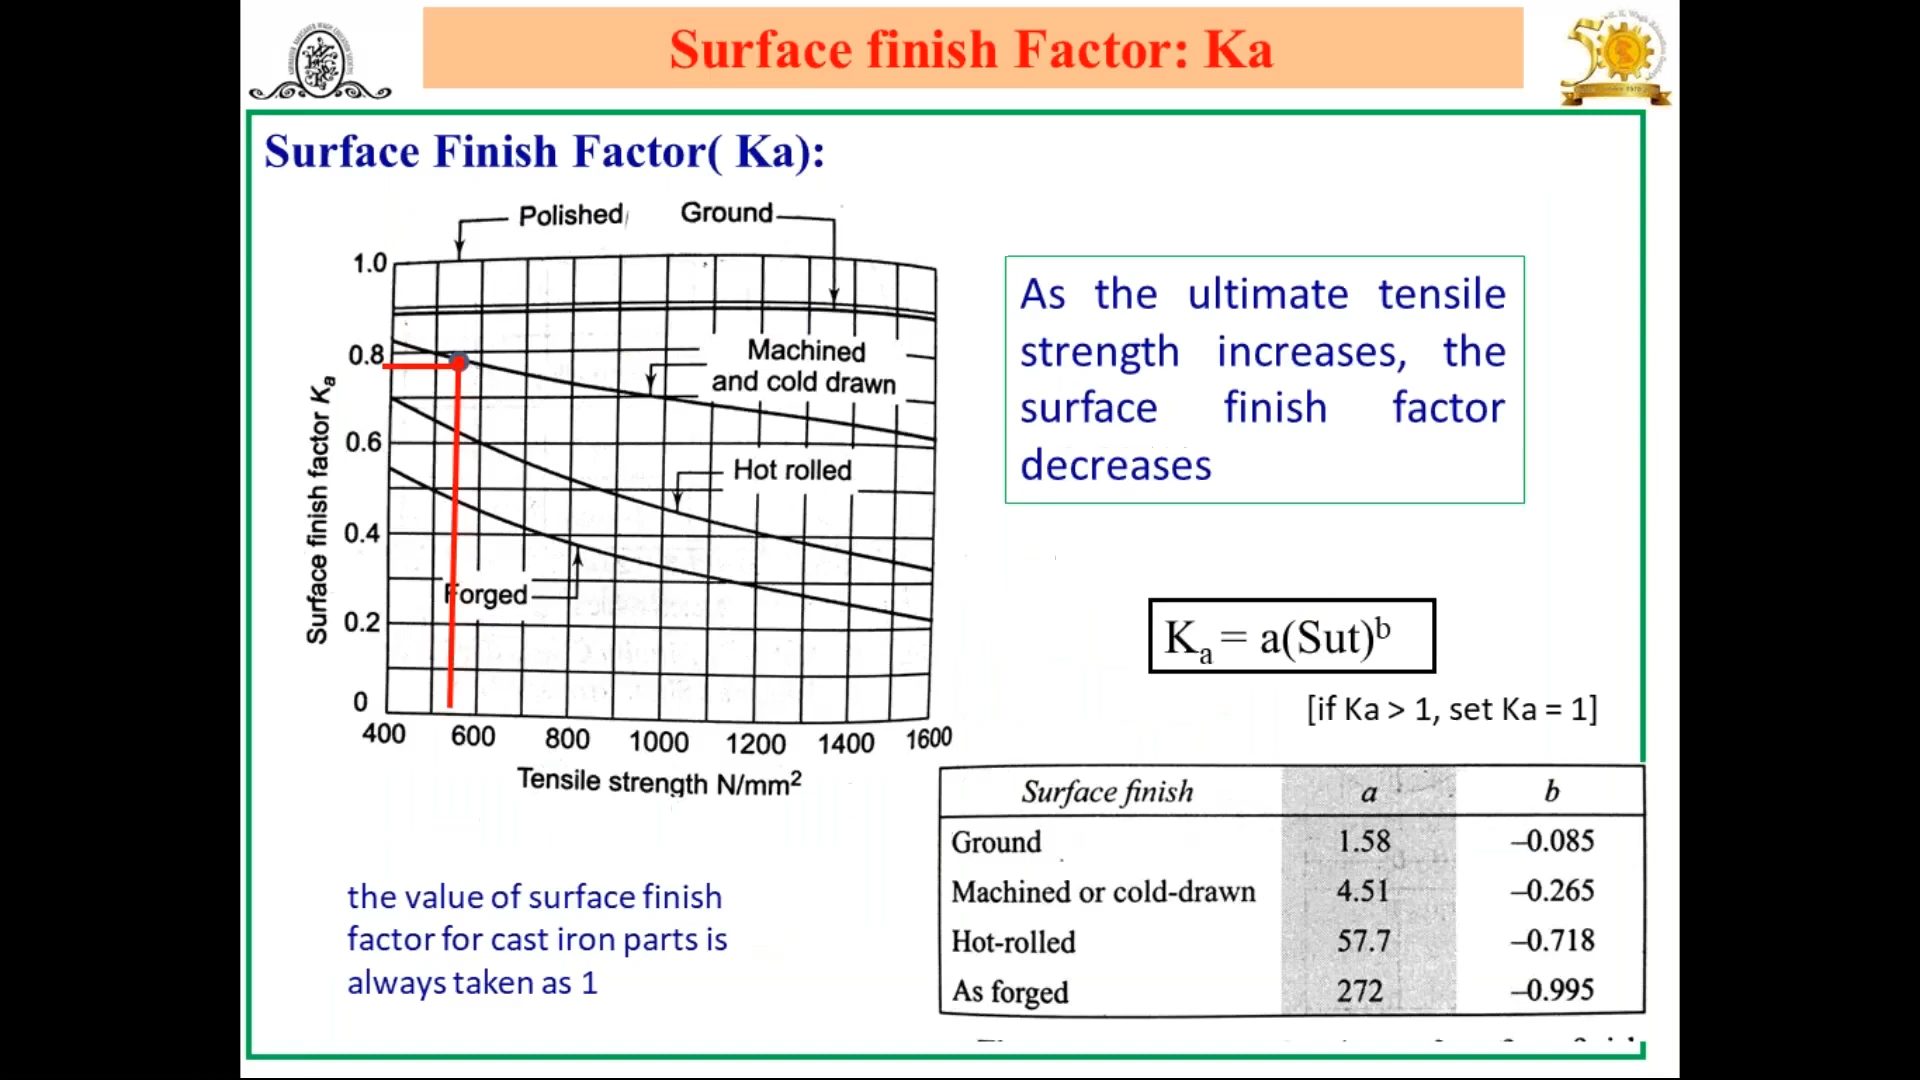 Surface finish Factor: Ka
Surface Finish Factor( Ka):
Polished Ground
1.0
0.8
0.6
0.4
0.2
0
Surface finish factor Ka
Machined
and cold drawn
Hot rolled
Forged
400 600 800 1000 1200 1400 1600
Tensile strength N/mm²
As the ultimate tensile
strength increases, the
surface finish factor
decreases
Ka = a(Sut)ᵇ
[if Ka > 1, set Ka = 1]
Surface finish a b
Ground 1.58 –0.085
Machined or cold-drawn 4.51 –0.265
Hot-rolled 57.7 –0.718
As forged 272 –0.995
the value of surface finish
factor for cast iron parts is
always taken as 1